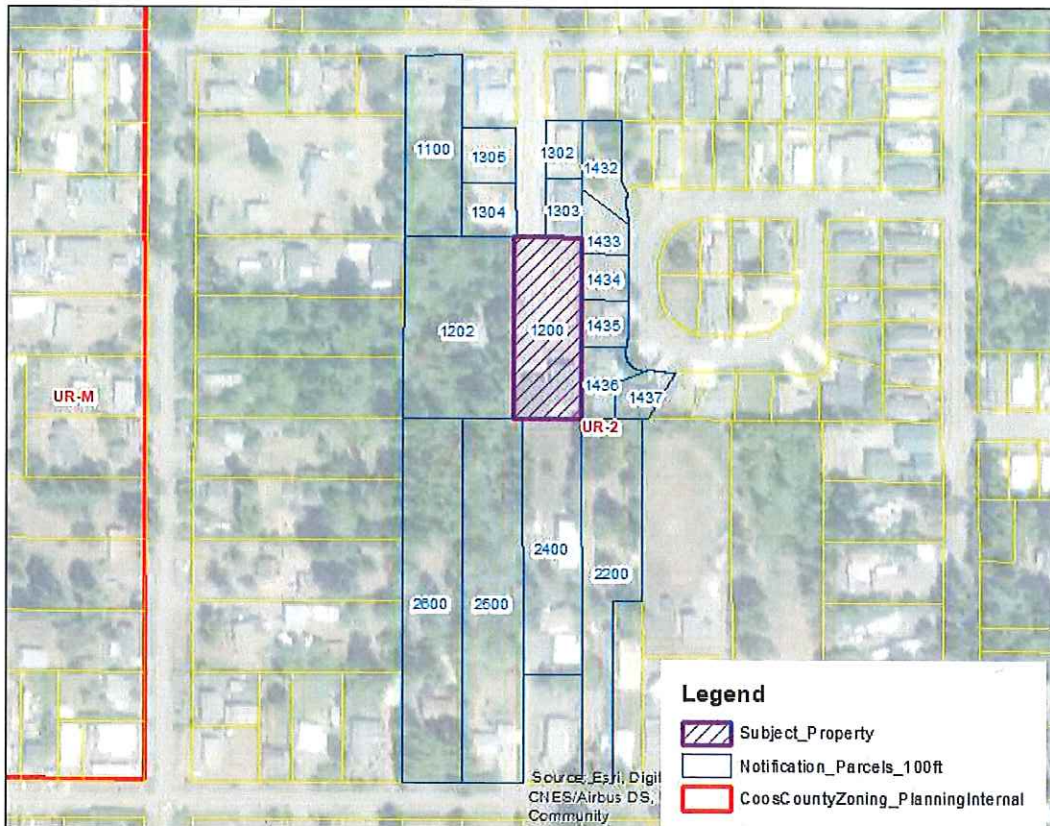 1100
1305
1302
1432
1304
1303
1433
1434
1202
1200
1435
UR-M
1436
1437
UR-2
2400
2200
2600
2500
Legend
Subject_Property
Notification_Parcels_100ft
CoosCountyZoning_PlanningInternal
Source: Esri, Digit
CNES/Airbus DS,
Community